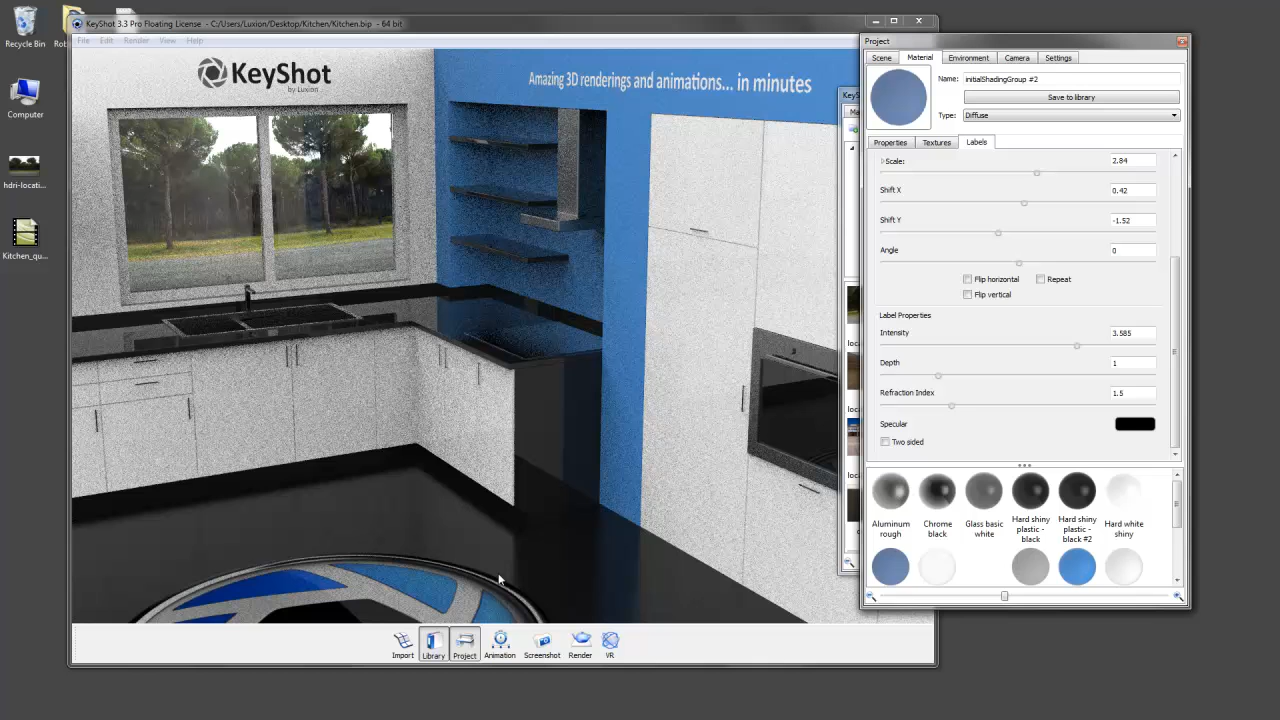 Recycle Bin
Rot
Computer
hdri-locati...
Kitchen_qu...
KeyShot 3.3 Pro Floating License - C:/Users/Luxion/Desktop/Kitchen/Kitchen.bip - 64 bit
File Edit Render View Help
KeyShot
by Luxion
Amazing 3D renderings and animations... in minutes
Import
Library
Project
Animation
Screenshot
Render
VR
Project
Scene Material Environment Camera Settings
Name: initialShadingGroup #2
Save to library
Type: Diffuse
Properties Textures Labels
Scale: 2.84
Shift X 0.42
Shift Y -1.52
Angle 0
Flip horizontal Repeat
Flip vertical
Label Properties
Intensity 3.585
Depth 1
Refraction Index 1.5
Specular
Two sided
Aluminum rough
Chrome black
Glass basic white
Hard shiny plastic - black
Hard shiny plastic - black #2
Hard white shiny